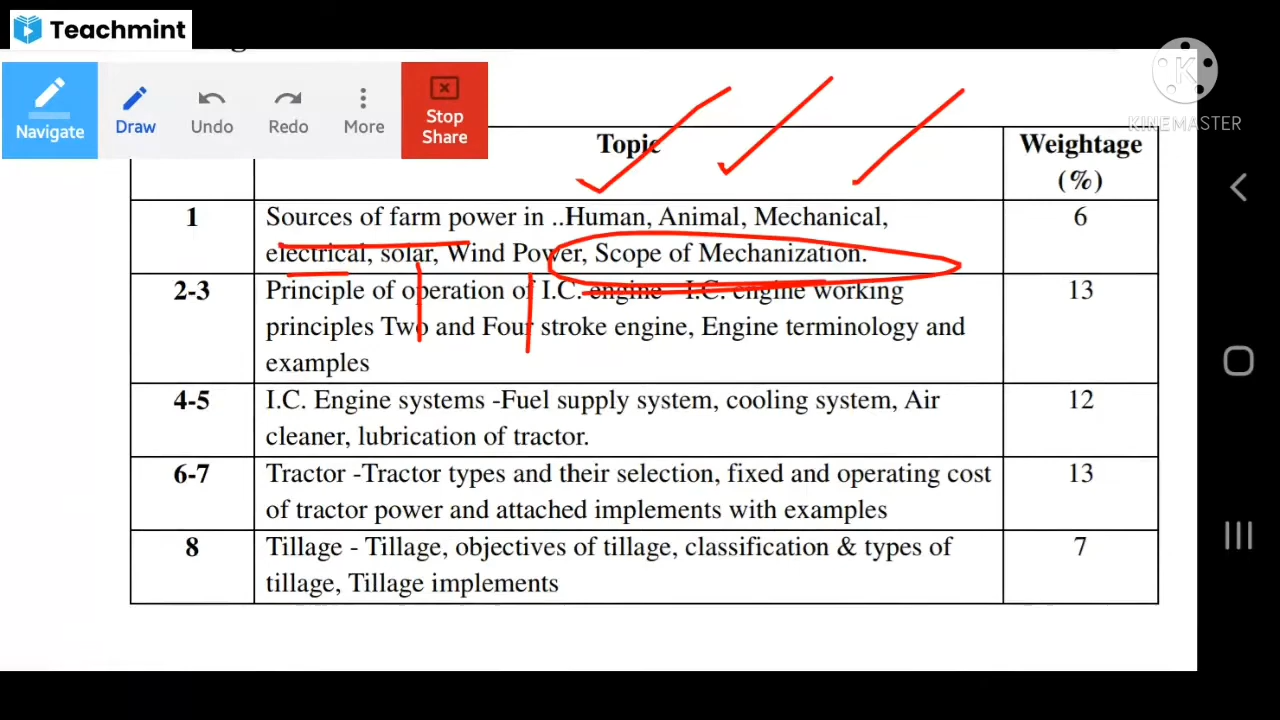 Teachmint
Navigate
Draw
Undo
Redo
More
Stop
Share
KINEMASTER
Topic
Weightage
(%)
1
Sources of farm power in ..Human, Animal, Mechanical,
electrical, solar, Wind Power, Scope of Mechanization.
6
2-3
Principle of operation of I.C. engine I.C. engine working
principles Two and Four stroke engine, Engine terminology and
examples
13
4-5
I.C. Engine systems -Fuel supply system, cooling system, Air
cleaner, lubrication of tractor.
12
6-7
Tractor -Tractor types and their selection, fixed and operating cost
of tractor power and attached implements with examples
13
8
Tillage - Tillage, objectives of tillage, classification & types of
tillage, Tillage implements
7